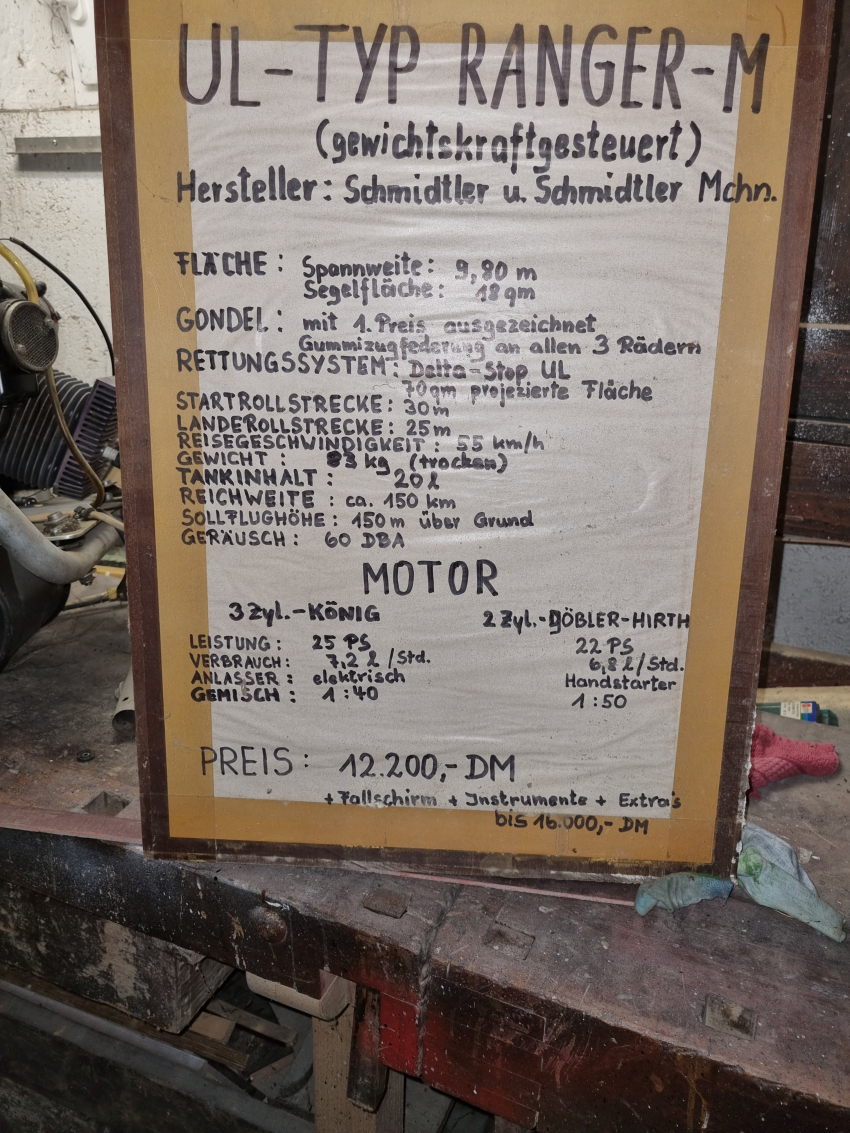 UL-TYP RANGER-M
(gewichtskraftgesteuert)
Hersteller: Schmidtler u. Schmidtler Mchn.
FLÄCHE: Spannweite: 9,80 m
Segelfläche: 18qm
GONDEL: mit 1. Preis ausgezeichnet
Gummizugfederung an allen 3 Rädern
RETTUNGSSYSTEM: Delta-Stop UL
70qm projezierte Fläche
STARTROLLSTRECKE: 30m
LANDEROLLSTRECKE: 25m
REISEGESCHWINDIGKEIT: 55 km/h
GEWICHT: 83 kg (trocken)
TANKINHALT: 20 l
REICHWEITE: ca. 150 km
SOLLFLUGHÖHE: 150 m über Grund
GERÄUSCH: 60 DBA
MOTOR
3 Zyl.-KÖNIG 2 Zyl.-GÖBLER-HIRTH
LEISTUNG: 25 PS 22 PS
VERBRAUCH: 7,2 l /Std. 6,8 l/Std.
ANLASSER: elektrisch Handstarter
GEMISCH: 1:40 1:50
PREIS: 12.200,- DM
+ Fallschirm + Instrumente + Extra's
bis 16.000,- DM